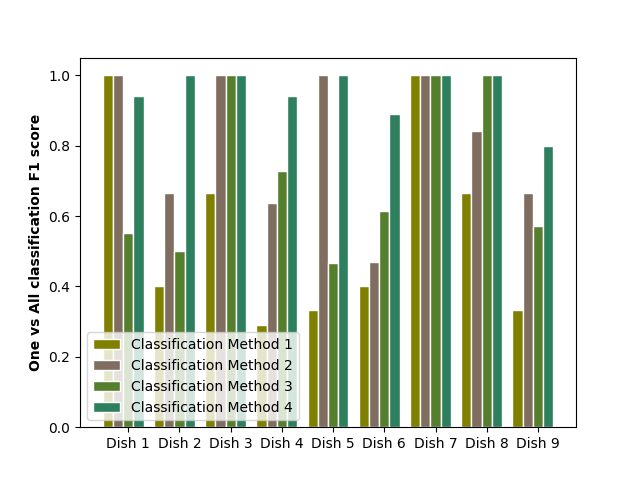 One vs All classification F1 score
1.0
0.8
0.6
0.4
0.2
0.0
Classification Method 1
Classification Method 2
Classification Method 3
Classification Method 4
Dish 1 Dish 2 Dish 3 Dish 4 Dish 5 Dish 6 Dish 7 Dish 8 Dish 9